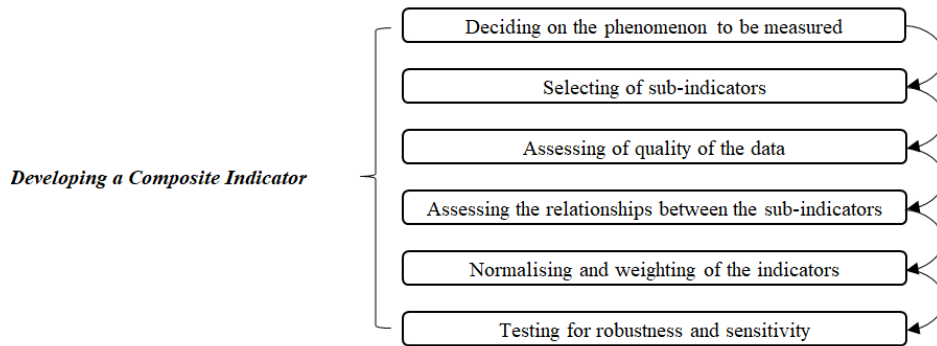 Deciding on the phenomenon to be measured
Selecting of sub-indicators
Assessing of quality of the data
Developing a Composite Indicator
Assessing the relationships between the sub-indicators
Normalising and weighting of the indicators
Testing for robustness and sensitivity